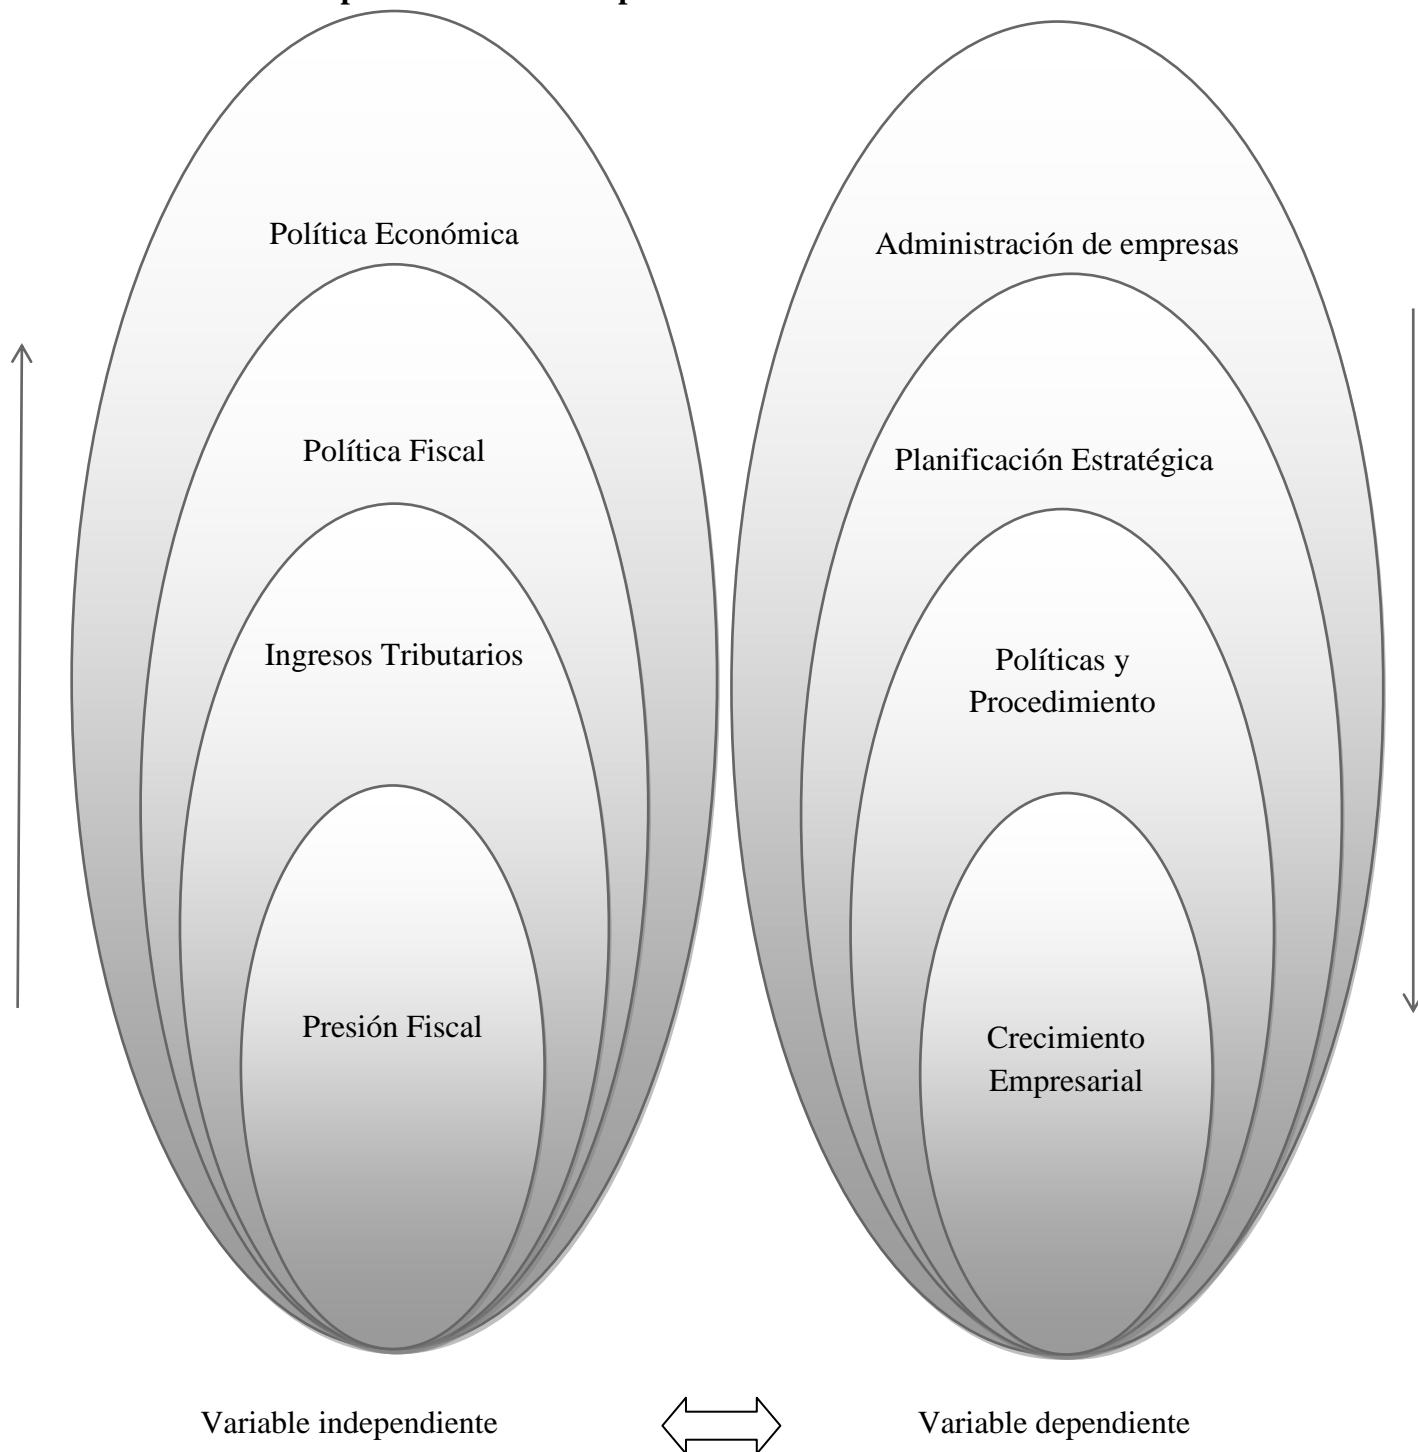 Política Económica
Política Fiscal
Ingresos Tributarios
Presión Fiscal
Administración de empresas
Planificación Estratégica
Políticas y
Procedimiento
Crecimiento
Empresarial
Variable independiente
Variable dependiente